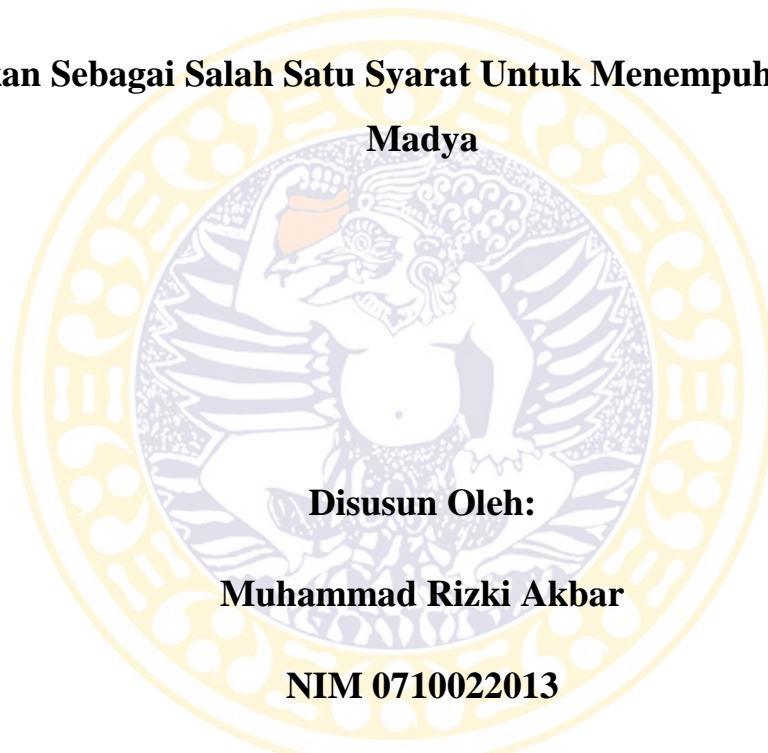 Sebagai Salah Satu Syarat Untuk Menempuh
Madya
Disusun Oleh:
Muhammad Rizki Akbar
NIM 0710022013